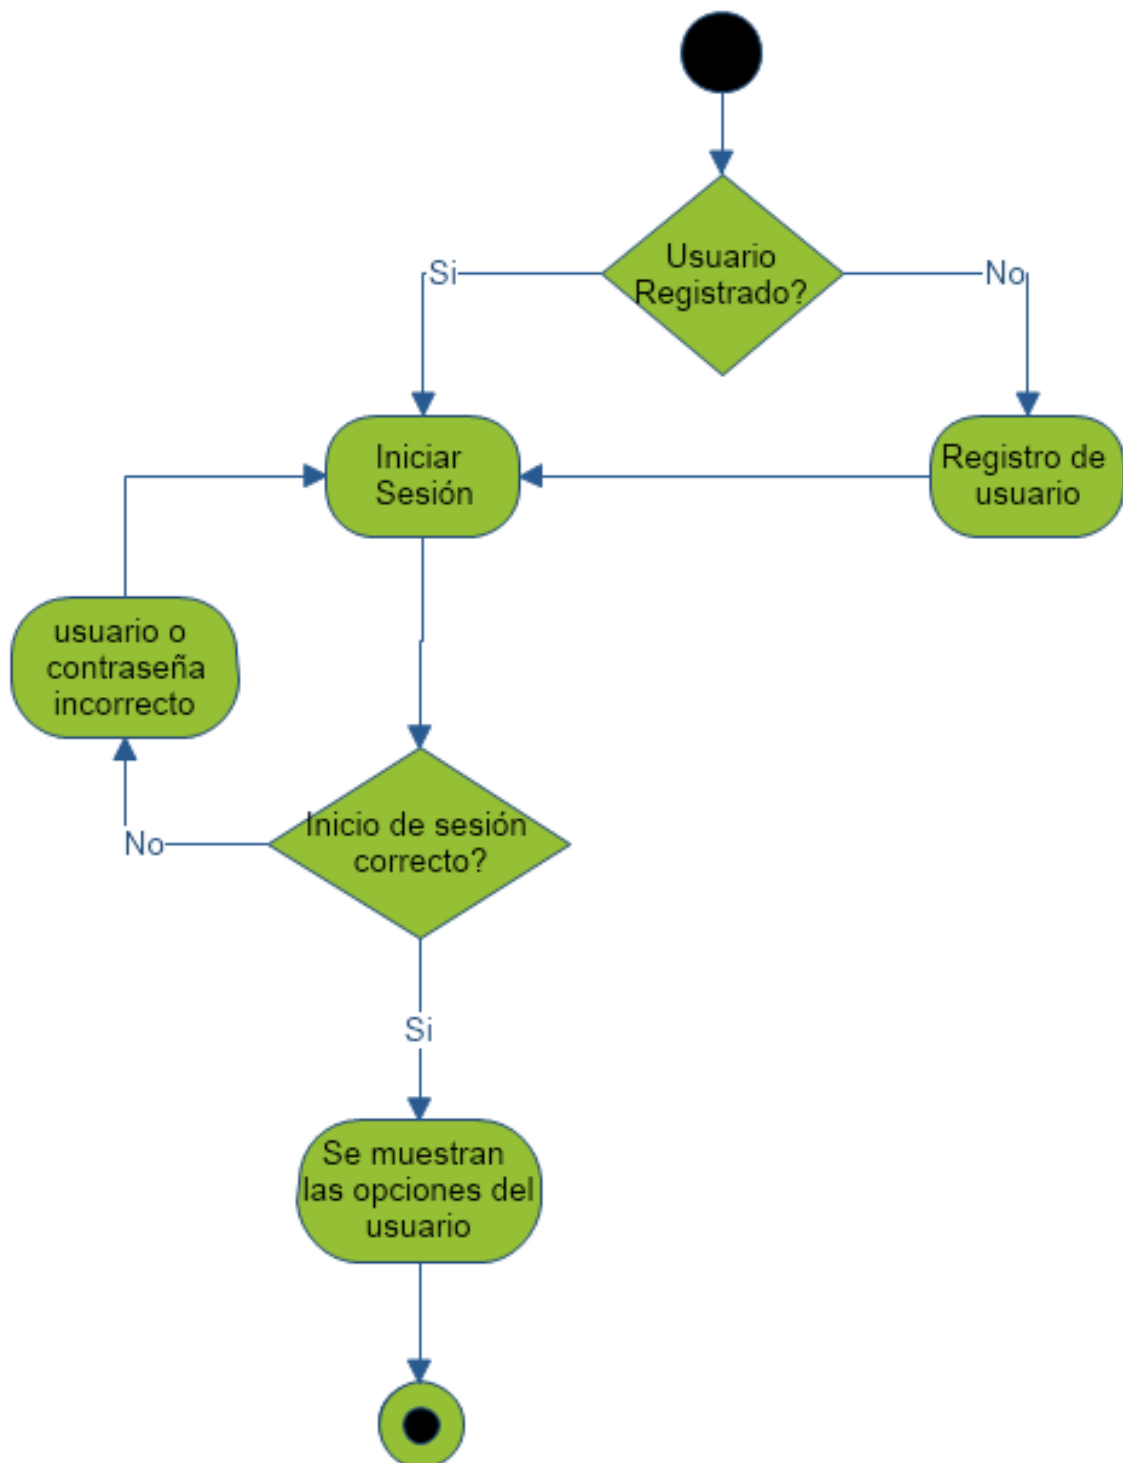 Usuario
Registrado?
Si
No
Iniciar
Sesión
Registro de
usuario
usuario o
contraseña
incorrecto
Inicio de sesión
correcto?
No
Si
Se muestran
las opciones del
usuario